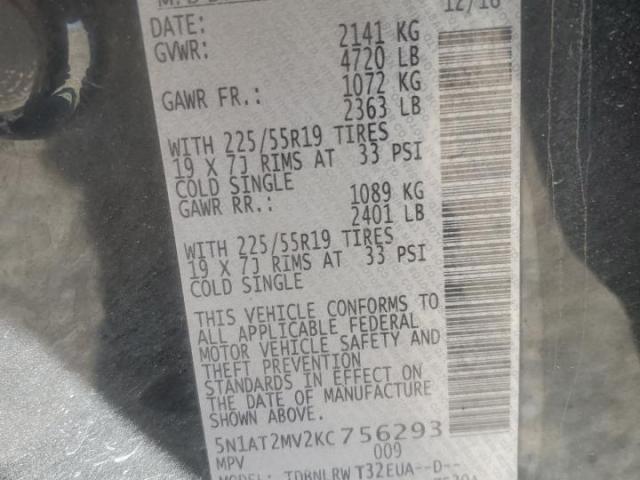 12/18
DATE:
GVWR: 2141 KG
4720 LB
GAWR FR.: 1072 KG
2363 LB
WITH 225/55R19 TIRES
19 X 7J RIMS AT 33 PSI
COLD SINGLE
GAWR RR.: 1089 KG
2401 LB
WITH 225/55R19 TIRES
19 X 7J RIMS AT 33 PSI
COLD SINGLE
THIS VEHICLE CONFORMS TO
ALL APPLICABLE FEDERAL
MOTOR VEHICLE SAFETY AND
THEFT PREVENTION
STANDARDS IN EFFECT ON
THE DATE OF MANUFACTURE
SHOWN ABOVE.
5N1AT2MV2KC756293
MPV 009
MODEL: TDBNLRW T32EUA--D--